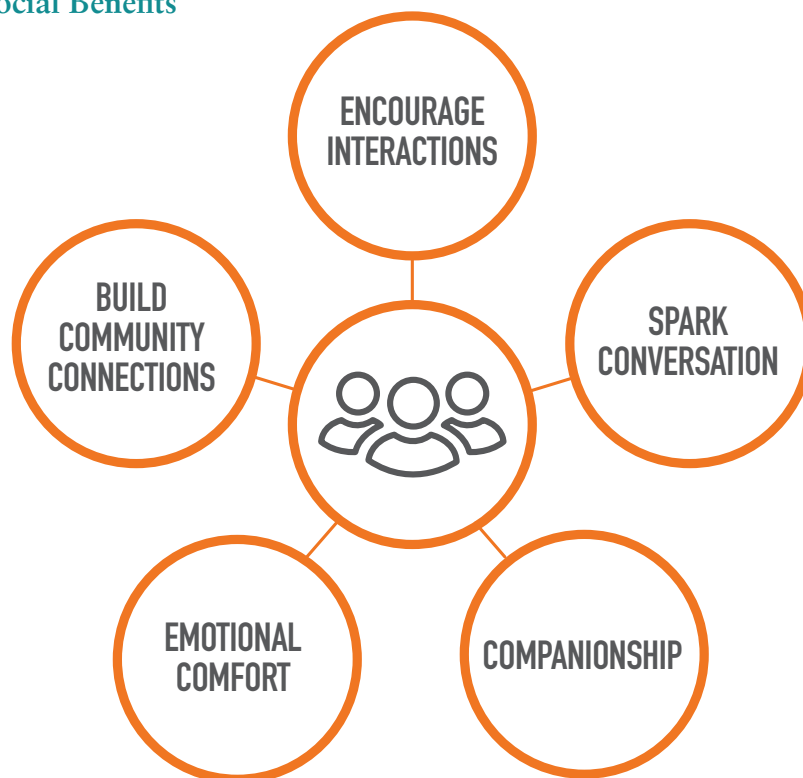 ocial Benefits
ENCOURAGE
INTERACTIONS
BUILD
COMMUNITY
CONNECTIONS
SPARK
CONVERSATION
EMOTIONAL
COMFORT
COMPANIONSHIP